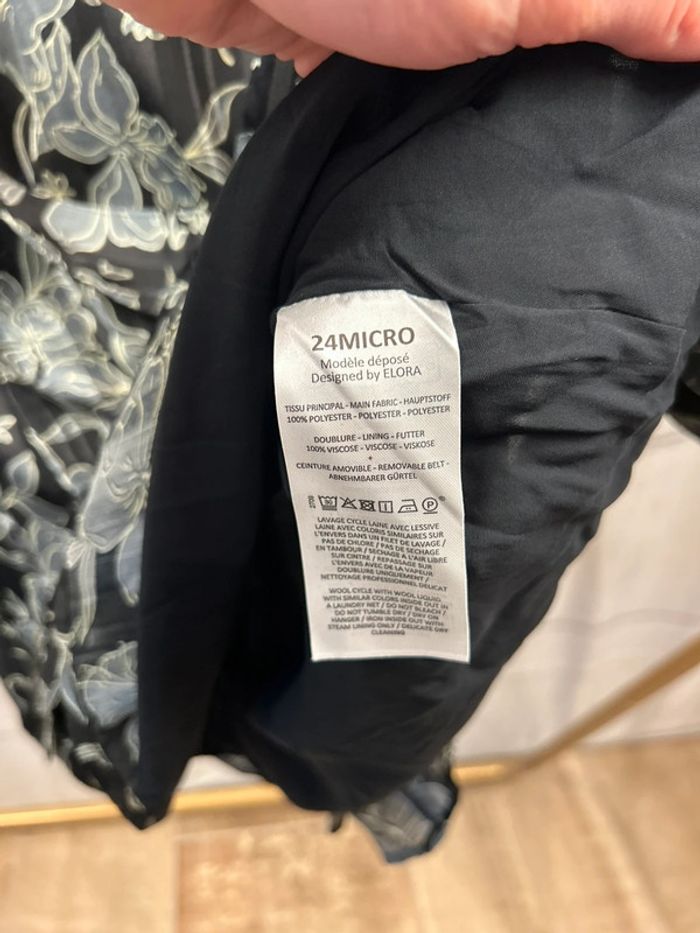 24MICRO
Modèle déposé
Designed by ELORA
TISSU PRINCIPAL - MAIN FABRIC - HAUPTSTOFF
100% POLYESTER - POLYESTER - POLYESTER
DOUBLURE - LINING - FUTTER
100% VISCOSE - VISCOSE - VISKOSE
+
CEINTURE AMOVIBLE - REMOVABLE BELT -
ABNEHMBARER GÜRTEL
LAVAGE CYCLE LAINE AVEC LESSIVE
LAINE AVEC COLORIS SIMILAIRES SUR
L'ENVERS DANS UN FILET DE LAVAGE /
PAS DE CHLORE / PAS DE SECHAGE
EN TAMBOUR / SECHAGE A L'AIR LIBRE
SUR CINTRE / REPASSAGE SUR
L'ENVERS AVEC DE LA VAPEUR
DOUBLURE UNIQUEMENT /
NETTOYAGE PROFESSIONNEL DELICAT
WOOL CYCLE WITH WOOL LIQUID
WITH SIMILAR COLORS INSIDE OUT IN
A LAUNDRY NET / DO NOT BLEACH /
DO NOT TUMBLE DRY / DRY ON
HANGER / IRON INSIDE OUT WITH
STEAM LINING ONLY / DELICATE DRY
CLEANING